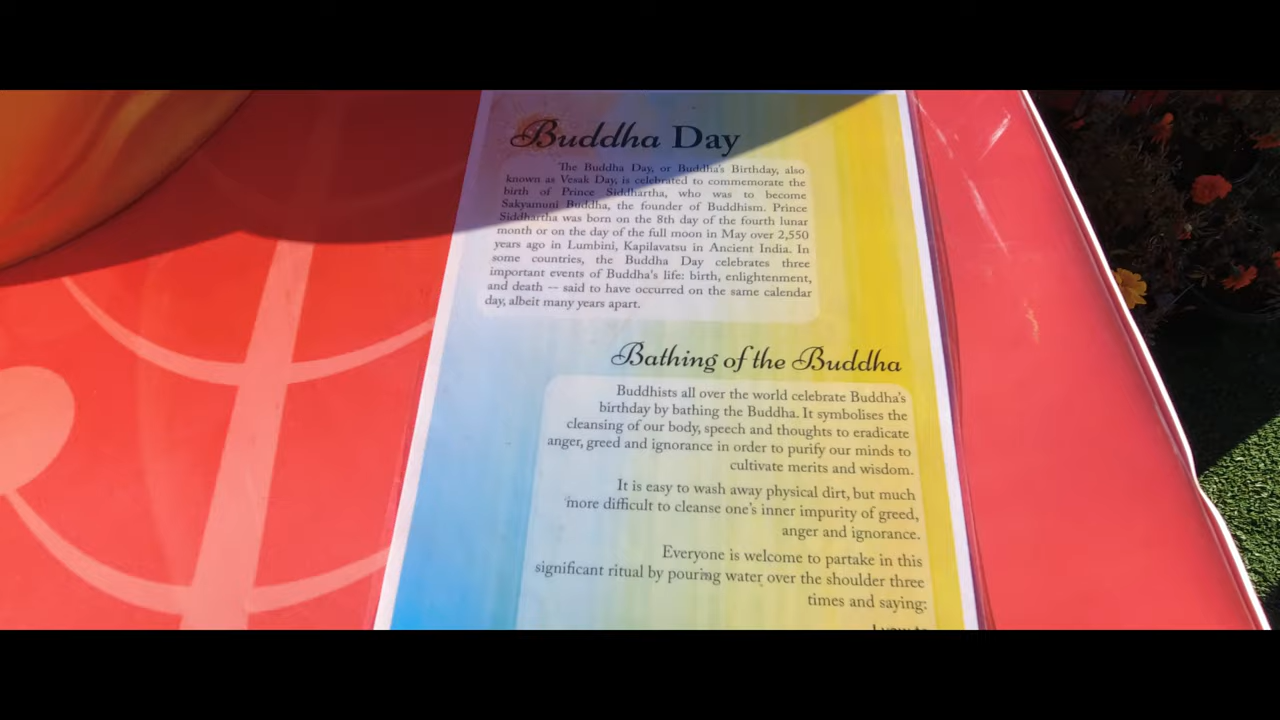 Buddha Day
The Buddha Day, or Buddha's Birthday, also
known as Vesak Day, is celebrated to commemorate the
birth of Prince Siddhartha, who was to become
Sakyamoni Buddha, the founder of Buddhism. Prince
Siddhartha was born on the 8th day of the fourth lunar
month or on the day of the full moon in May over 2,550
years ago in Lumbini, Kapilavatsu in Ancient India. In
some countries, the Buddha Day celebrates three
important events of Buddha's life: birth, enlightenment,
and death — said to have occurred on the same calendar
day, albeit many years apart.
Bathing of the Buddha
Buddhists all over the world celebrate Buddha's
birthday by bathing the Buddha. It symbolises the
cleansing of our body, speech and thoughts to eradicate
anger, greed and ignorance in order to purify our minds to
cultivate merits and wisdom.
It is easy to wash away physical dirt, but much
more difficult to cleanse one's inner impurity of greed,
anger and ignorance.
Everyone is welcome to partake in this
significant ritual by pouring water over the shoulder three
times and saying: